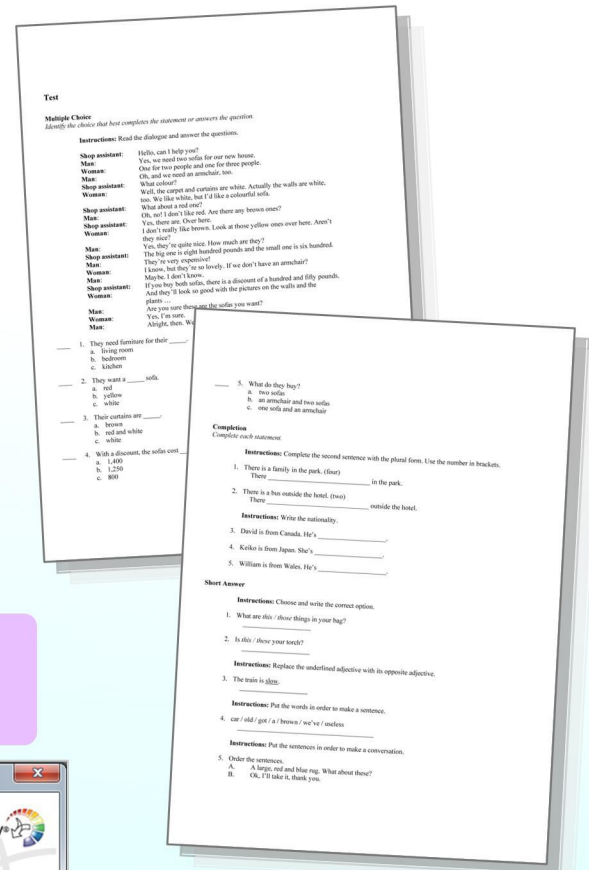 Test
Multiple Choice
Identify the choice that best completes the statement or answers the question.
Instructions: Read the dialogue and answer the questions.
Shop assistant: Hello, can I help you?
Man: Yes, we need two sofas for our new house.
Woman: One for two people and one for three people.
Man: Oh, and we need an armchair, too.
Shop assistant: What colour?
Woman: Well, the carpet and curtains are white. Actually the walls are white,
too. We like white, but I'd like a colourful sofa.
Shop assistant: What about a red one?
Man: Oh, no! I don't like red. Are there any brown ones?
Shop assistant: Yes, there are. Over here.
Woman: I don't really like brown. Look at those yellow ones over here. Aren't
they nice?
Man: Yes, they're quite nice. How much are they?
Shop assistant: The big one is eight hundred pounds and the small one is six hundred.
Man: They're very expensive!
Woman: I know, but they're so lovely. If we don't have an armchair?
Man: Maybe. I don't know.
Shop assistant: If you buy both sofas, there is a discount of a hundred and fifty pounds.
Woman: And they'll look so good with the pictures on the walls and the
plants ...
Man: Are you sure these are the sofas you want?
Woman: Yes, I'm sure.
Man: Alright, then. We
____ 1. They need furniture for their _____.
a. living room
b. bedroom
c. kitchen
____ 2. They want a _____ sofa.
a. red
b. yellow
c. white
____ 3. Their curtains are _____.
a. brown
b. red and white
c. white
____ 4. With a discount, the sofas cost __
a. 1,400
b. 1,250
c. 800
____ 5. What do they buy?
a. two sofas
b. an armchair and two sofas
c. one sofa and an armchair
Completion
Complete each statement.
Instructions: Complete the second sentence with the plural form. Use the number in brackets.
1. There is a family in the park. (four)
There ____________________ in the park.
2. There is a bus outside the hotel. (two)
There ____________________ outside the hotel.
Instructions: Write the nationality.
3. David is from Canada. He's ______________.
4. Keiko is from Japan. She's ______________.
5. William is from Wales. He's ______________.
Short Answer
Instructions: Choose and write the correct option.
1. What are this / those things in your bag?
______________
2. Is this / these your torch?
______________
Instructions: Replace the underlined adjective with its opposite adjective.
3. The train is slow.
______________
Instructions: Put the words in order to make a sentence.
4. car / old / got / a / brown / we've / useless
____________________________
Instructions: Put the sentences in order to make a conversation.
5. Order the sentences.
A. A large, red and blue rug. What about these?
B. Ok, I'll take it, thank you.